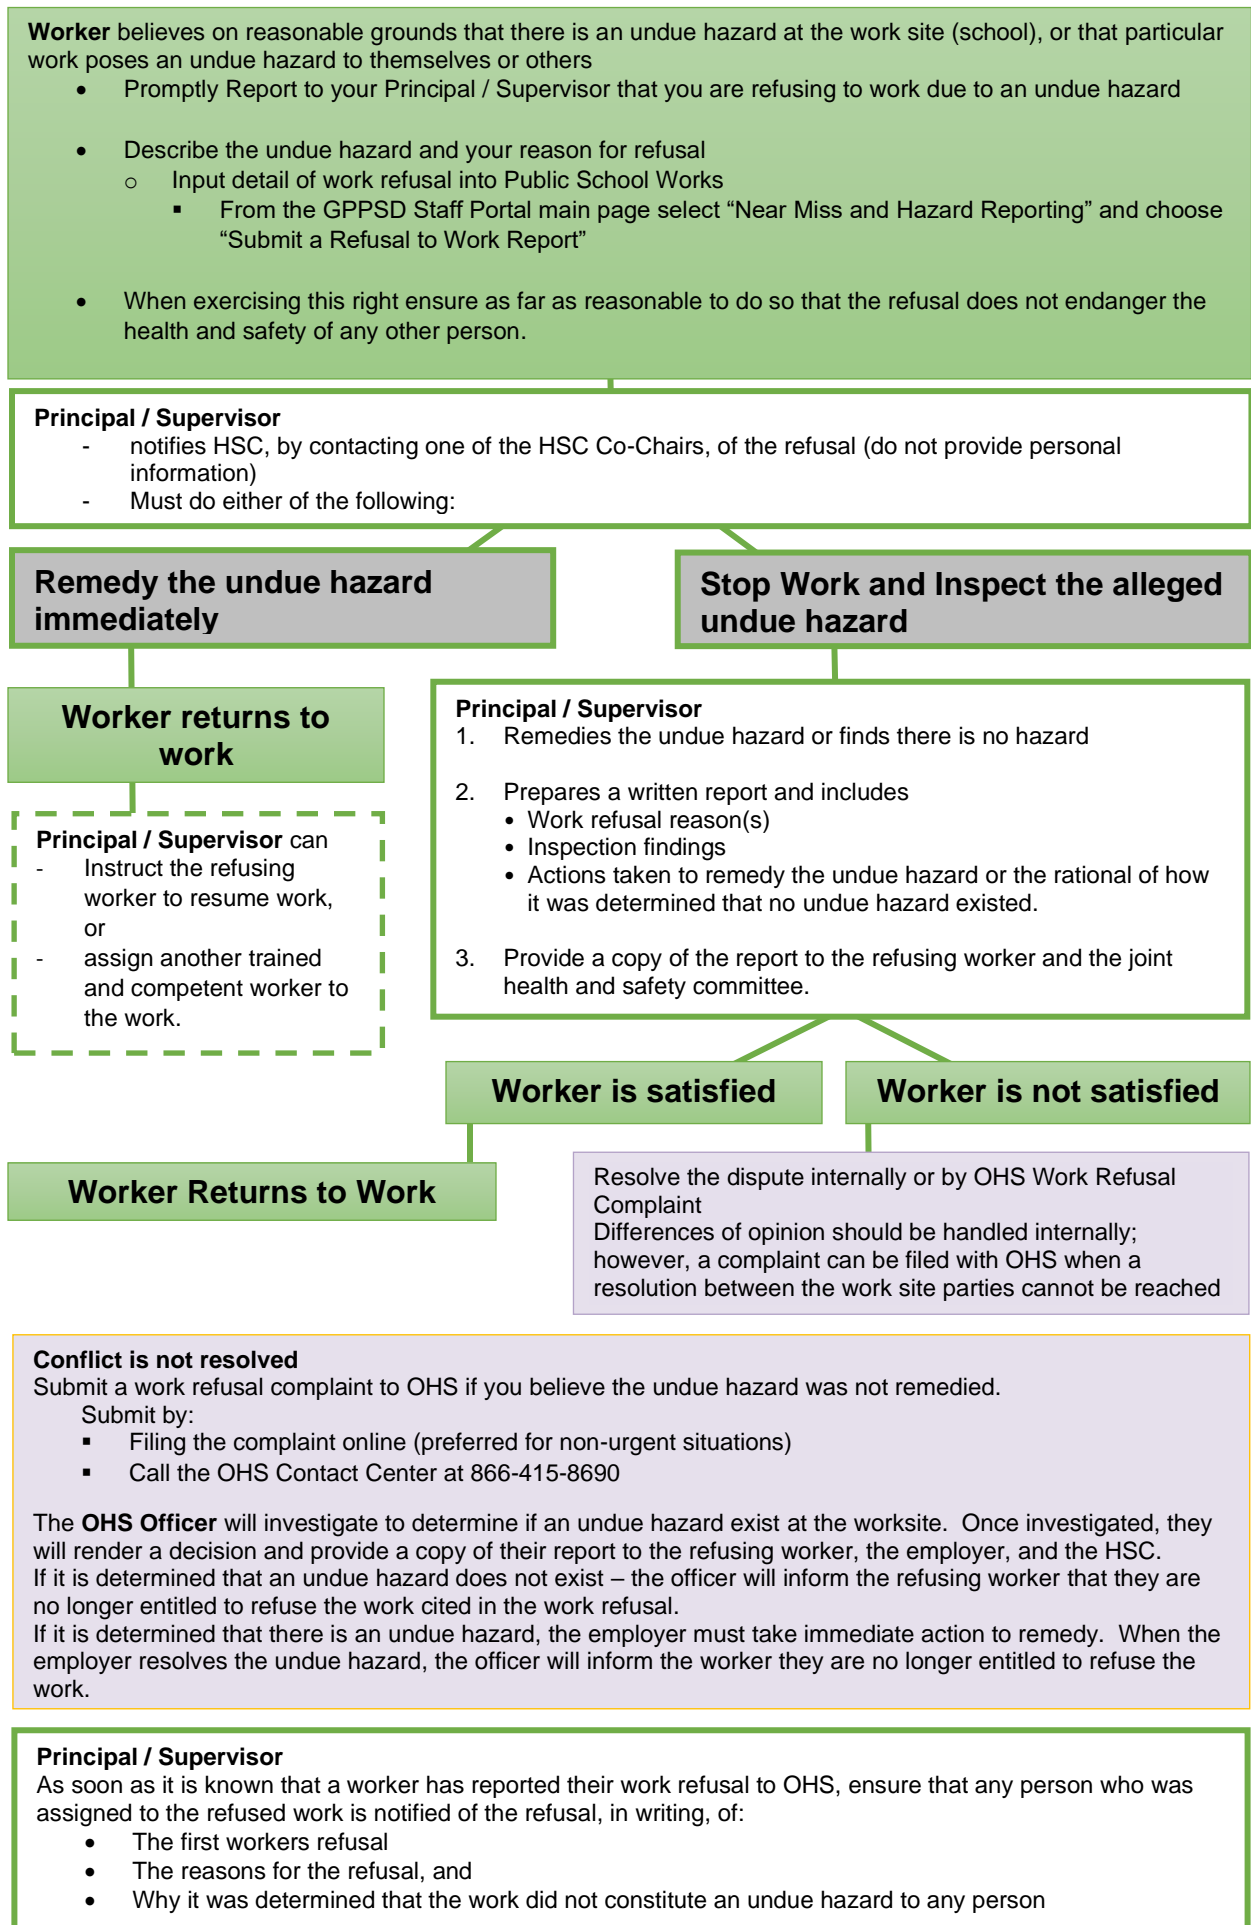 Worker believes on reasonable grounds that there is an undue hazard at the work site (school), or that particular
work poses an undue hazard to themselves or others
• Promptly Report to your Principal / Supervisor that you are refusing to work due to an undue hazard
• Describe the undue hazard and your reason for refusal
o Input detail of work refusal into Public School Works
▪ From the GPPSD Staff Portal main page select “Near Miss and Hazard Reporting” and choose
“Submit a Refusal to Work Report”
• When exercising this right ensure as far as reasonable to do so that the refusal does not endanger the
health and safety of any other person.
Principal / Supervisor
- notifies HSC, by contacting one of the HSC Co-Chairs, of the refusal (do not provide personal
information)
- Must do either of the following:
Remedy the undue hazard
immediately
Stop Work and Inspect the alleged
undue hazard
Worker returns to
work
Principal / Supervisor can
- Instruct the refusing
worker to resume work,
or
- assign another trained
and competent worker to
the work.
Principal / Supervisor
1. Remedies the undue hazard or finds there is no hazard
2. Prepares a written report and includes
• Work refusal reason(s)
• Inspection findings
• Actions taken to remedy the undue hazard or the rational of how
it was determined that no undue hazard existed.
3. Provide a copy of the report to the refusing worker and the joint
health and safety committee.
Worker is satisfied
Worker is not satisfied
Worker Returns to Work
Resolve the dispute internally or by OHS Work Refusal
Complaint
Differences of opinion should be handled internally;
however, a complaint can be filed with OHS when a
resolution between the work site parties cannot be reached
Conflict is not resolved
Submit a work refusal complaint to OHS if you believe the undue hazard was not remedied.
Submit by:
▪ Filing the complaint online (preferred for non-urgent situations)
▪ Call the OHS Contact Center at 866-415-8690
The OHS Officer will investigate to determine if an undue hazard exist at the worksite. Once investigated, they
will render a decision and provide a copy of their report to the refusing worker, the employer, and the HSC.
If it is determined that an undue hazard does not exist – the officer will inform the refusing worker that they are
no longer entitled to refuse the work cited in the work refusal.
If it is determined that there is an undue hazard, the employer must take immediate action to remedy. When the
employer resolves the undue hazard, the officer will inform the worker they are no longer entitled to refuse the
work.
Principal / Supervisor
As soon as it is known that a worker has reported their work refusal to OHS, ensure that any person who was
assigned to the refused work is notified of the refusal, in writing, of:
• The first workers refusal
• The reasons for the refusal, and
• Why it was determined that the work did not constitute an undue hazard to any person